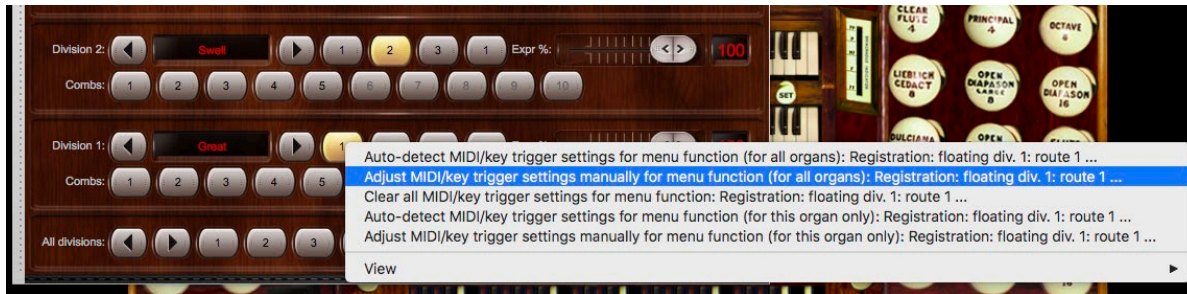 Division 2:
Swell
1
2
3
1
Expr %:
100
Combs:
1
2
3
4
5
6
7
8
9
10
Division 1:
Great
1
Combs:
1
2
3
4
5
All divisions:
1
2
3
Auto-detect MIDI/key trigger settings for menu function (for all organs): Registration: floating div. 1: route 1 ...
Adjust MIDI/key trigger settings manually for menu function (for all organs): Registration: floating div. 1: route 1 ...
Clear all MIDI/key trigger settings for menu function: Registration: floating div. 1: route 1 ...
Auto-detect MIDI/key trigger settings for menu function (for this organ only): Registration: floating div. 1: route 1 ...
Adjust MIDI/key trigger settings manually for menu function (for this organ only): Registration: floating div. 1: route 1 ...
View
SET
CLEAR
FLUTE
4
PRINCIPAL
4
OCTAVE
LIEBLICH
GEDACT
8
OPEN
DIAPASON
LARGE
8
OPEN
DIAPASON
16
DULCIANA
OPEN
16